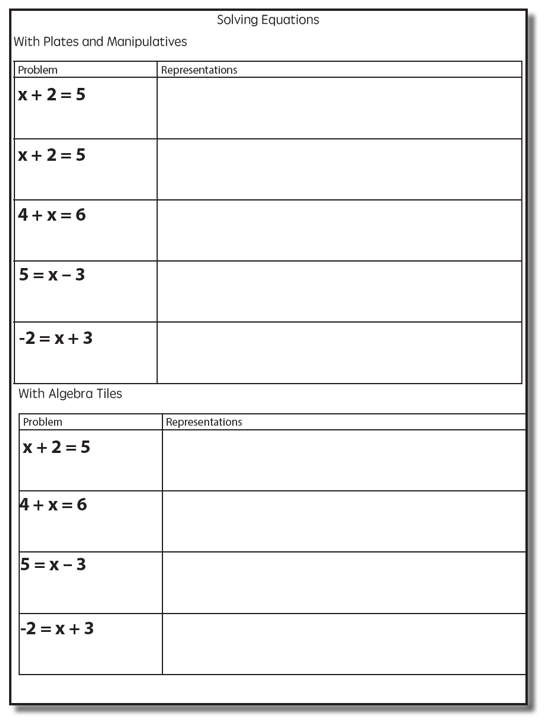 Solving Equations
With Plates and Manipulatives
Problem Representations
x + 2 = 5
x + 2 = 5
4 + x = 6
5 = x – 3
-2 = x + 3
With Algebra Tiles
Problem Representations
x + 2 = 5
4 + x = 6
5 = x – 3
-2 = x + 3